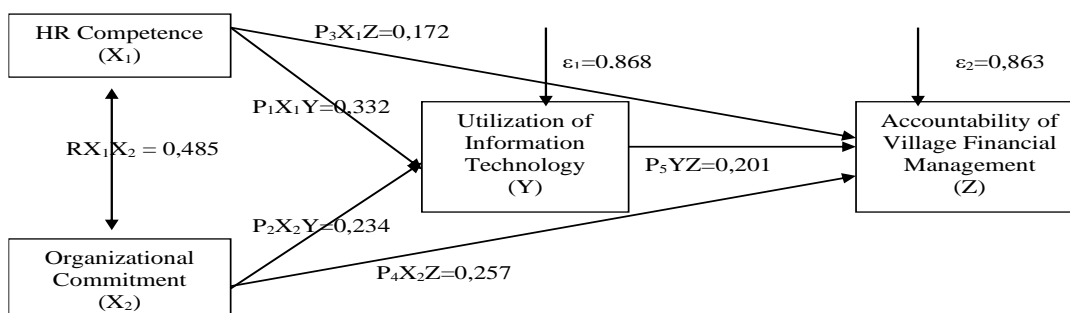 HR Competence
(X₁)
P₃X₁Z=0,172
ε₁=0,868
ε₂=0,863
P₁X₁Y=0,332
Utilization of
Information
Technology
(Y)
Accountability of
Village Financial
Management
(Z)
RX₁X₂ = 0,485
P₅YZ=0,201
P₂X₂Y=0,234
Organizational
Commitment
(X₂)
P₄X₂Z=0,257